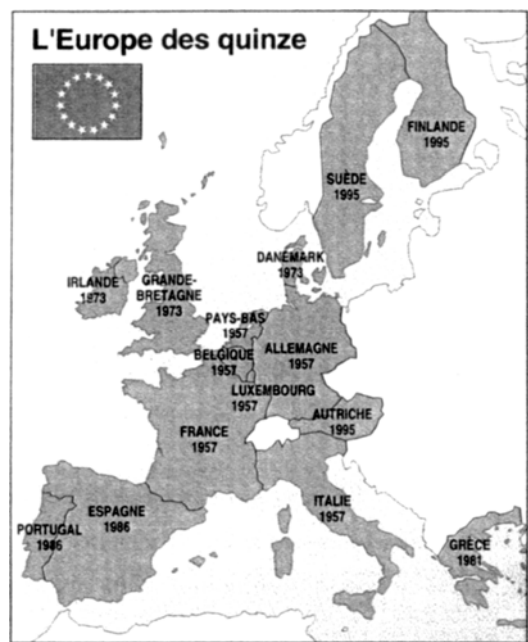 L'Europe des quinze
FINLANDE
1995
SUÈDE
1995
DANEMARK
1973
IRLANDE
1973
GRANDE-
BRETAGNE
1973
PAYS-BAS
1957
BELGIQUE
1957
ALLEMAGNE
1957
LUXEMBOURG
1957
AUTRICHE
1995
FRANCE
1957
ESPAGNE
1986
PORTUGAL
1986
ITALIE
1957
GRÈCE
1981